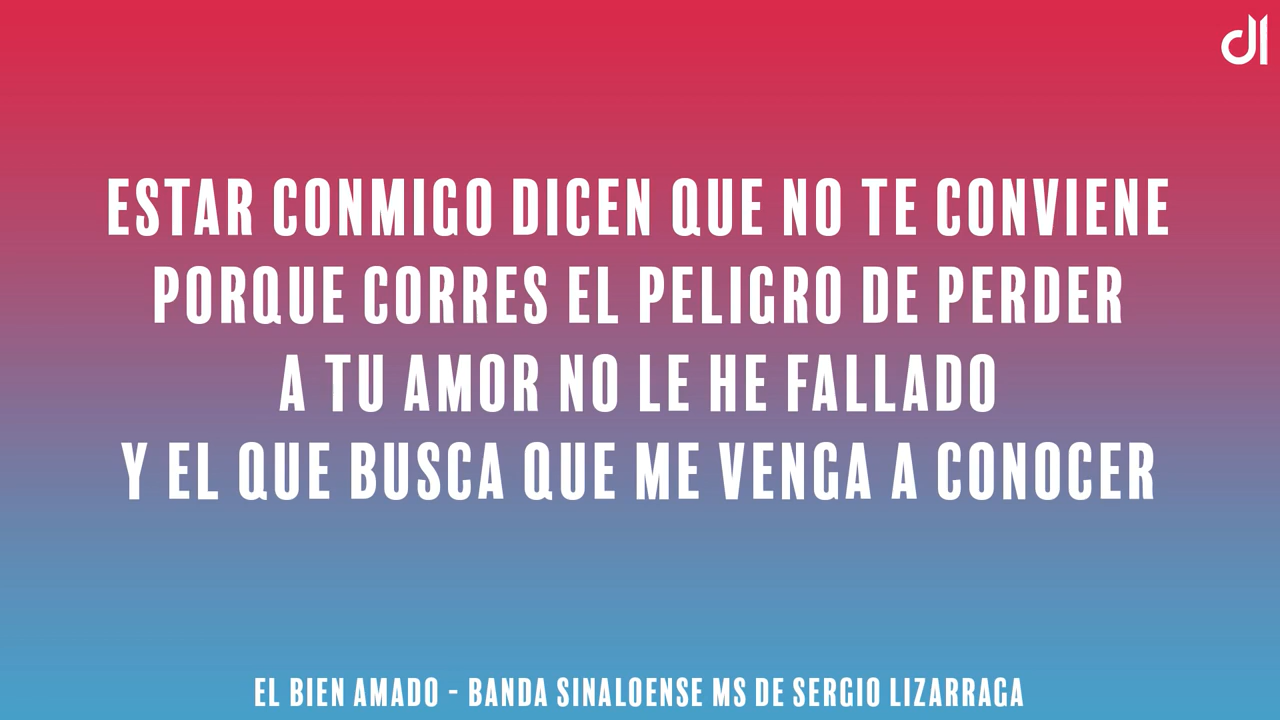 dl
ESTAR CONMIGO DICEN QUE NO TE CONVIENE
PORQUE CORRES EL PELIGRO DE PERDER
A TU AMOR NO LE HE FALLADO
Y EL QUE BUSCA QUE ME VENGA A CONOCER
EL BIEN AMADO - BANDA SINALOENSE MS DE SERGIO LIZARRAGA